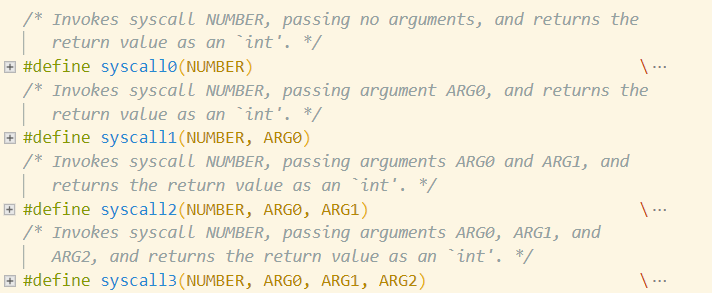 /* Invokes syscall NUMBER, passing no arguments, and returns the
return value as an `int'. */
#define syscall0(NUMBER) \ ⋯
/* Invokes syscall NUMBER, passing argument ARG0, and returns the
return value as an `int'. */
#define syscall1(NUMBER, ARG0)
/* Invokes syscall NUMBER, passing arguments ARG0 and ARG1, and
returns the return value as an `int'. */
#define syscall2(NUMBER, ARG0, ARG1) \ ⋯
/* Invokes syscall NUMBER, passing arguments ARG0, ARG1, and
ARG2, and returns the return value as an `int'. */
#define syscall3(NUMBER, ARG0, ARG1, ARG2) \ ⋯